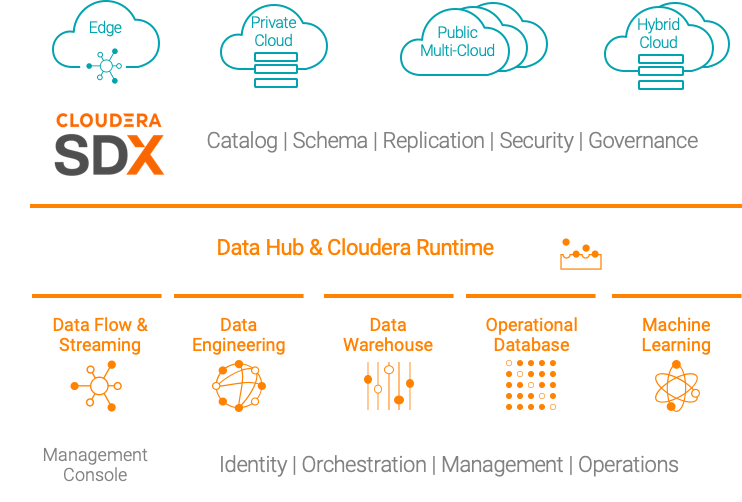 Edge
Private
Cloud
Public
Multi-Cloud
Hybrid
Cloud
CLOUDERA
SDX
Catalog | Schema | Replication | Security | Governance
Data Hub & Cloudera Runtime
Data Flow &
Streaming
Data
Engineering
Data
Warehouse
Operational
Database
Machine
Learning
Management
Console
Identity | Orchestration | Management | Operations